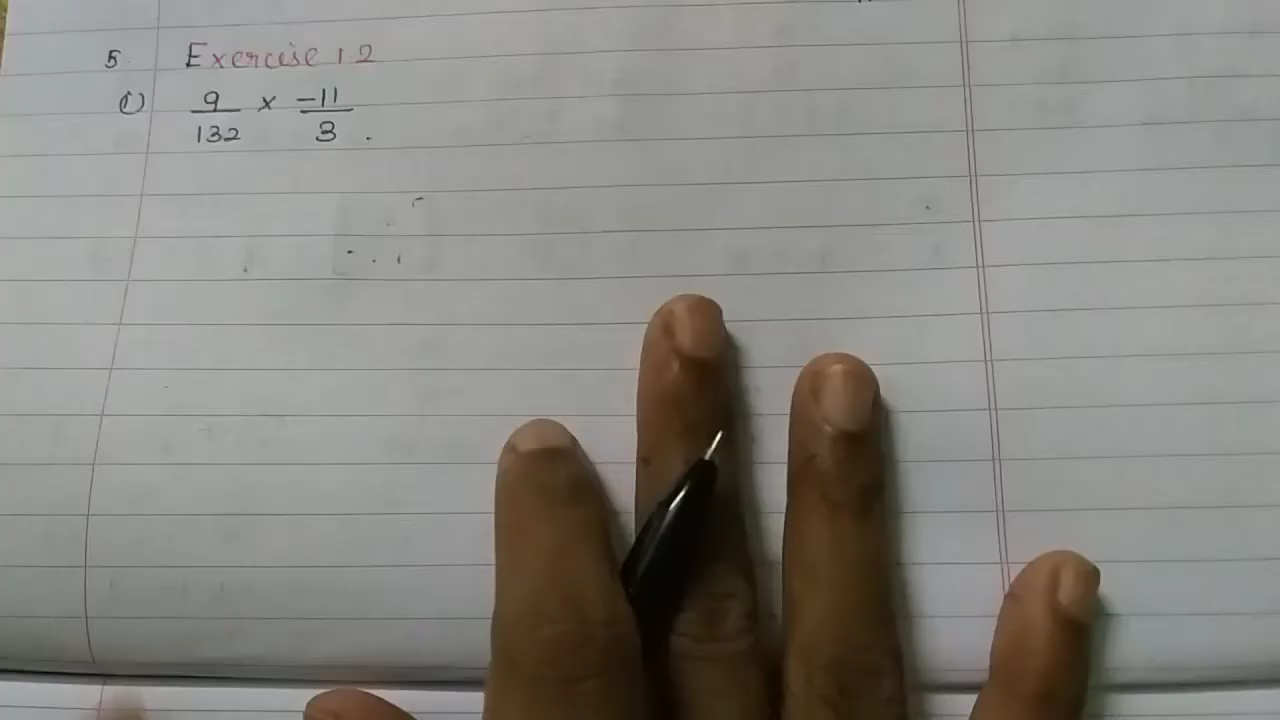 5. Exercise 1.2
(i) 9/132 × -11/3.